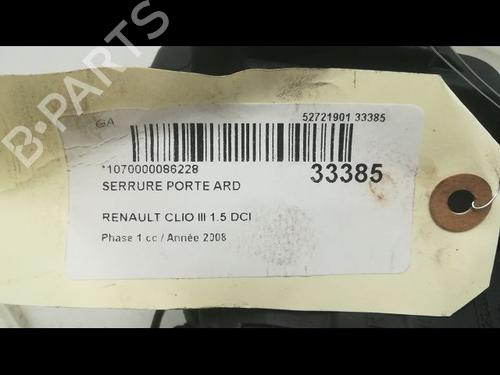 B-PARTS
GA
52721901 33385
*1070000086228
33385
SERRURE PORTE ARD
RENAULT CLIO III 1.5 DCI
Phase 1 cc / Année 2008